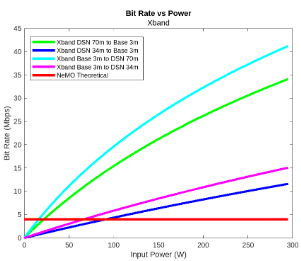 Bit Rate vs Power
Xband
Xband DSN 70m to Base 3m
Xband DSN 34m to Base 3m
Xband Base 3m to DSN 70m
Xband Base 3m to DSN 34m
NeMO Theoretical
Bit Rate (Mbps)
45
40
35
30
25
20
15
10
5
0
0 50 100 150 200 250 300
Input Power (W)